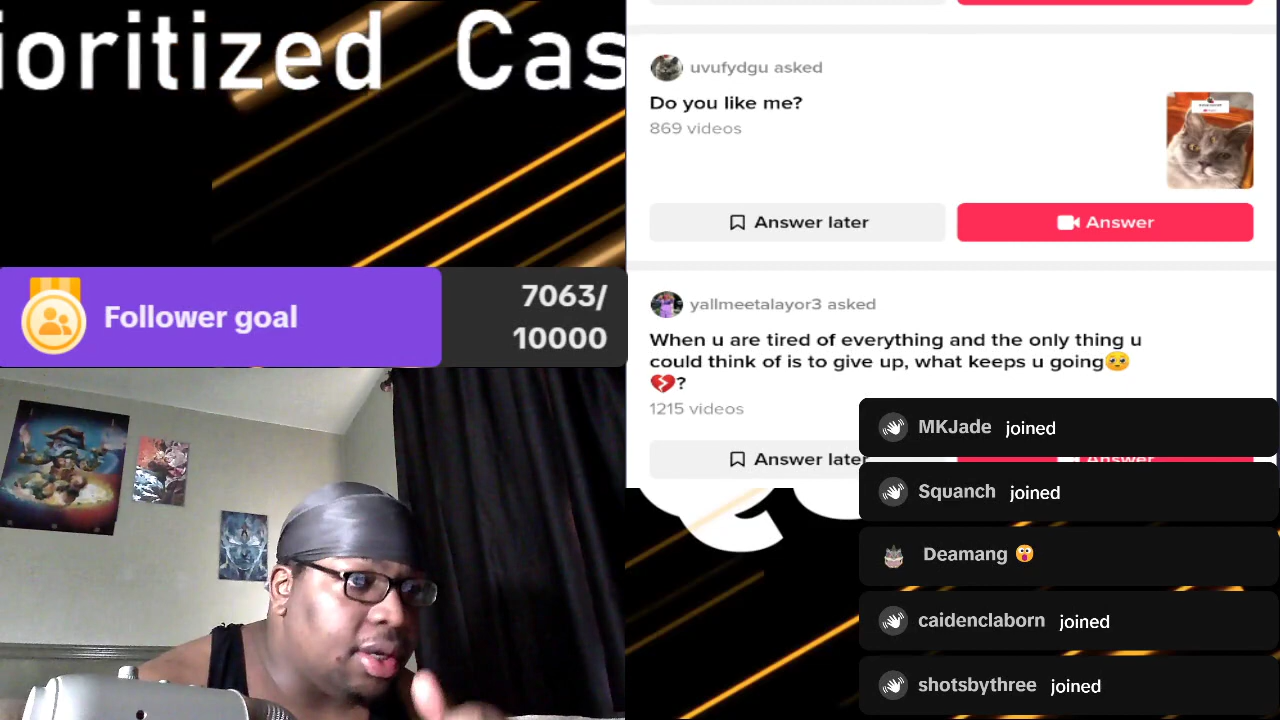 ioritized Cas
Follower goal
7063/
10000
uvufydgu asked
Do you like me?
869 videos
Answer later
Answer
yallmeetalayor3 asked
When u are tired of everything and the only thing u
could think of is to give up, what keeps u going🥺
💔?
1215 videos
Answer later
Answer
MKJade joined
Squanch joined
Deamang 😲
caidenclaborn joined
shotsbythree joined